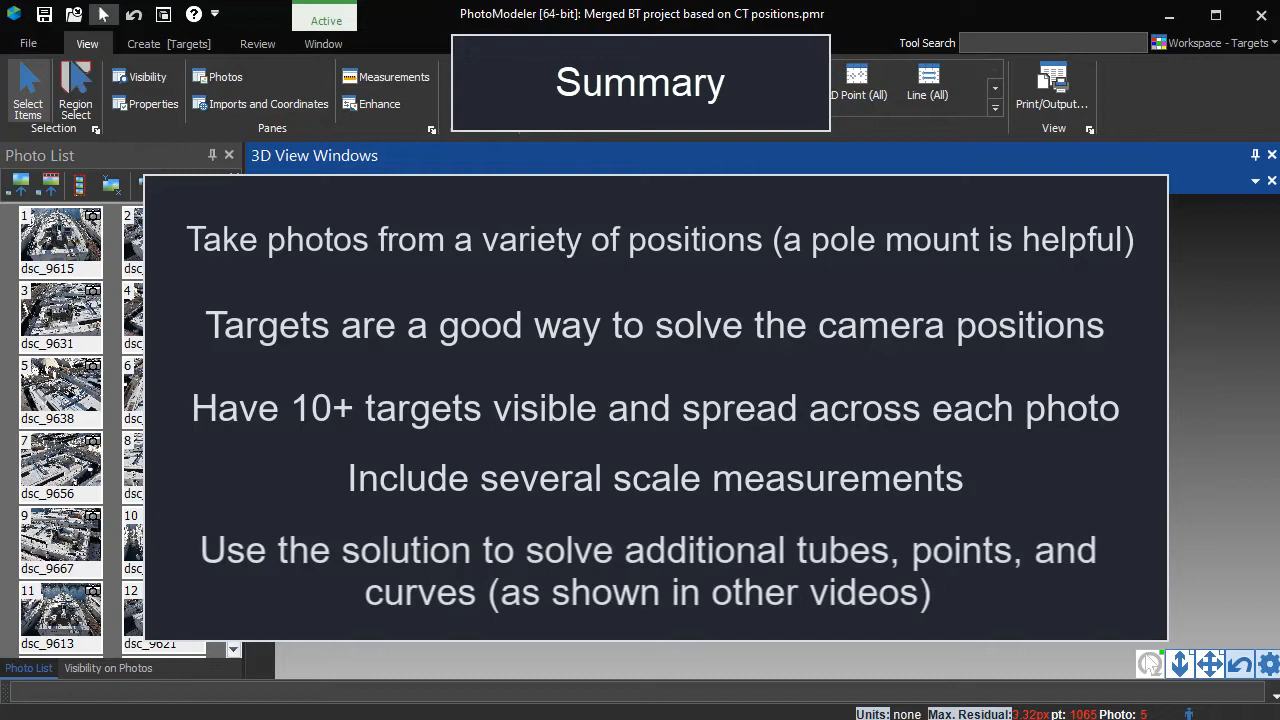 PhotoModeler [64-bit]: Merged BT project based on CT positions.pmr
Active
File
View
Create [Targets]
Review
Window
Tool Search
Workspace - Targets
Select Items
Region Select
Visibility
Properties
Selection
Photos
Imports and Coordinates
Measurements
Enhance
Panes
Summary
D Point (All)
Line (All)
Print/Output...
View
Photo List
3D View Windows
1
dsc_9615
2
3
dsc_9631
4
5
dsc_9638
6
7
dsc_9656
8
9
dsc_9667
10
11
dsc_9613
12
dsc_9621
Take photos from a variety of positions (a pole mount is helpful)
Targets are a good way to solve the camera positions
Have 10+ targets visible and spread across each photo
Include several scale measurements
Use the solution to solve additional tubes, points, and
curves (as shown in other videos)
Photo List
Visibility on Photos
Units: none
Max. Residual: 3.32px pt: 1065 Photo: 5